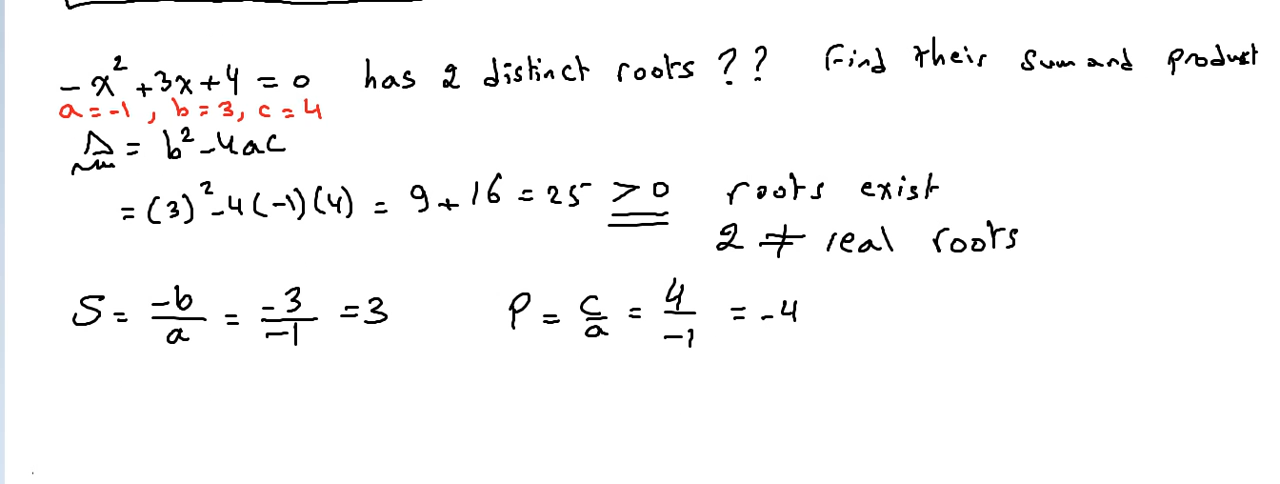 -x² + 3x + 4 = 0 has 2 distinct roots ?? Find their sum and product
a = -1, b = 3, c = 4
Δ = b² - 4ac
= (3)² - 4(-1)(4) = 9 + 16 = 25 > 0 roots exist
2 ≠ real roots
S = -b/a = -3/-1 = 3 P = c/a = 4/-1 = -4